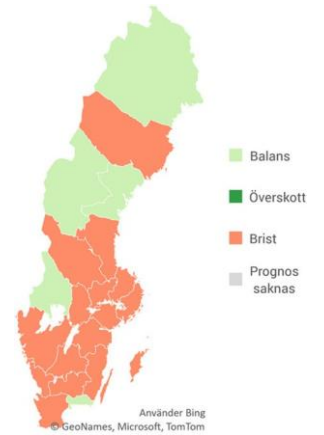 Balans
Överskott
Brist
Prognos
saknas
Använder Bing
© GeoNames, Microsoft, TomTom